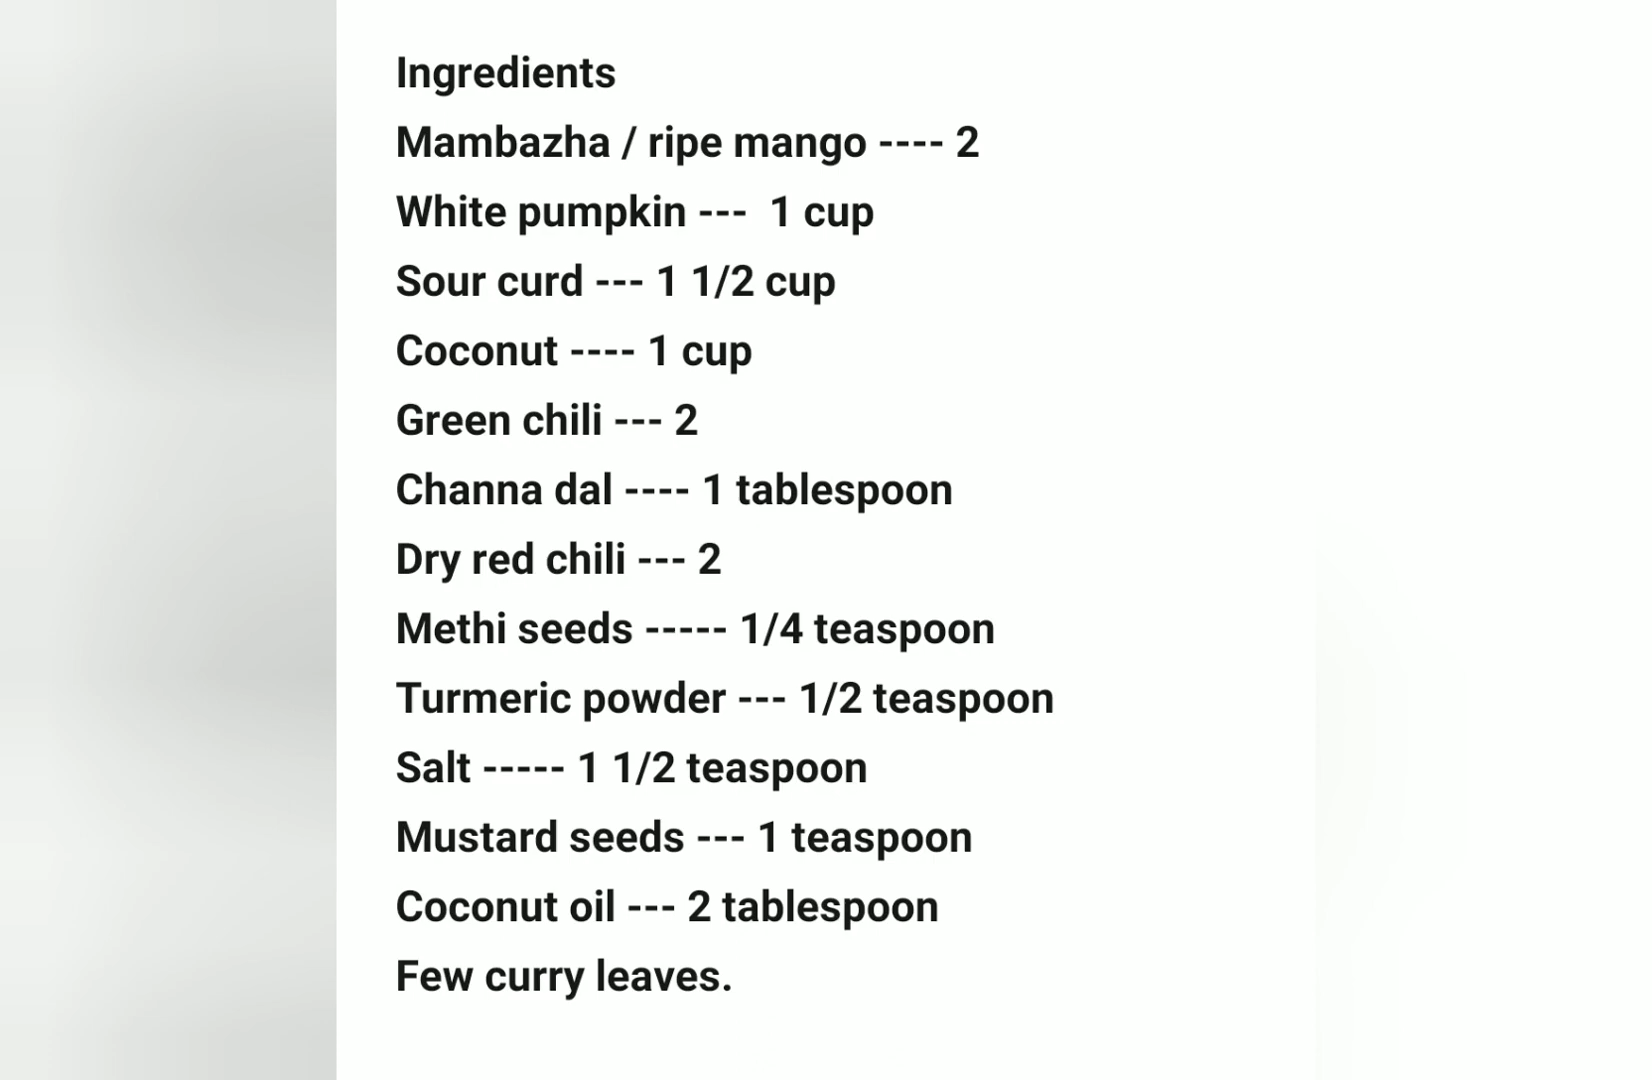 Ingredients
Mambazha / ripe mango ---- 2
White pumpkin ---  1 cup
Sour curd --- 1 1/2 cup
Coconut ---- 1 cup
Green chili --- 2
Channa dal ---- 1 tablespoon
Dry red chili --- 2
Methi seeds ----- 1/4 teaspoon
Turmeric powder --- 1/2 teaspoon
Salt ----- 1 1/2 teaspoon
Mustard seeds --- 1 teaspoon
Coconut oil --- 2 tablespoon
Few curry leaves.